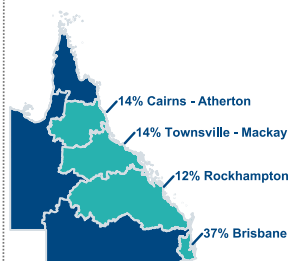 14% Cairns - Atherton
14% Townsville - Mackay
12% Rockhampton
37% Brisbane